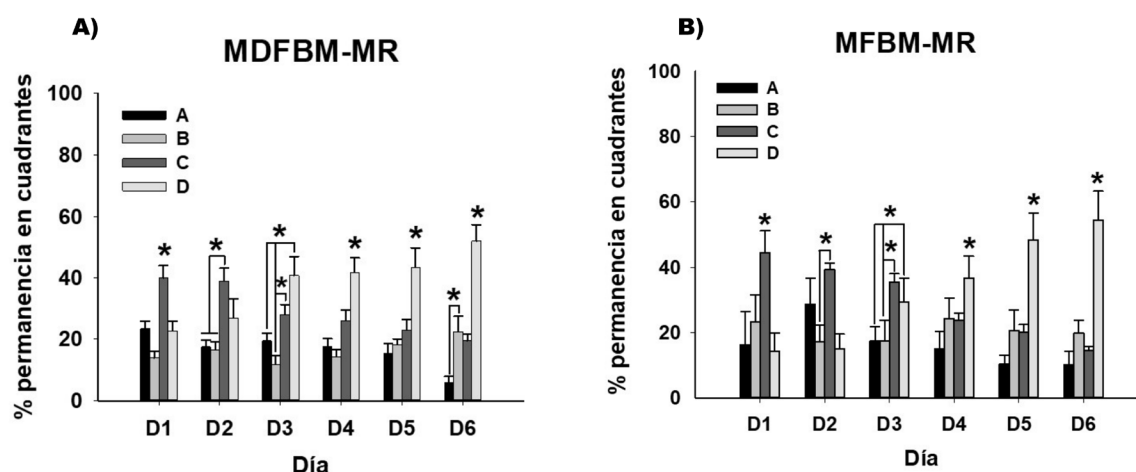 A)
MDFBM-MR
% permanencia en cuadrantes
100
80
60
40
20
0
A
B
C
D
*
*
*
*
*
*
*
*
D1 D2 D3 D4 D5 D6
Día
B)
MFBM-MR
% permanencia en cuadrantes
100
80
60
40
20
0
A
B
C
D
*
*
*
*
*
*
*
D1 D2 D3 D4 D5 D6
Día